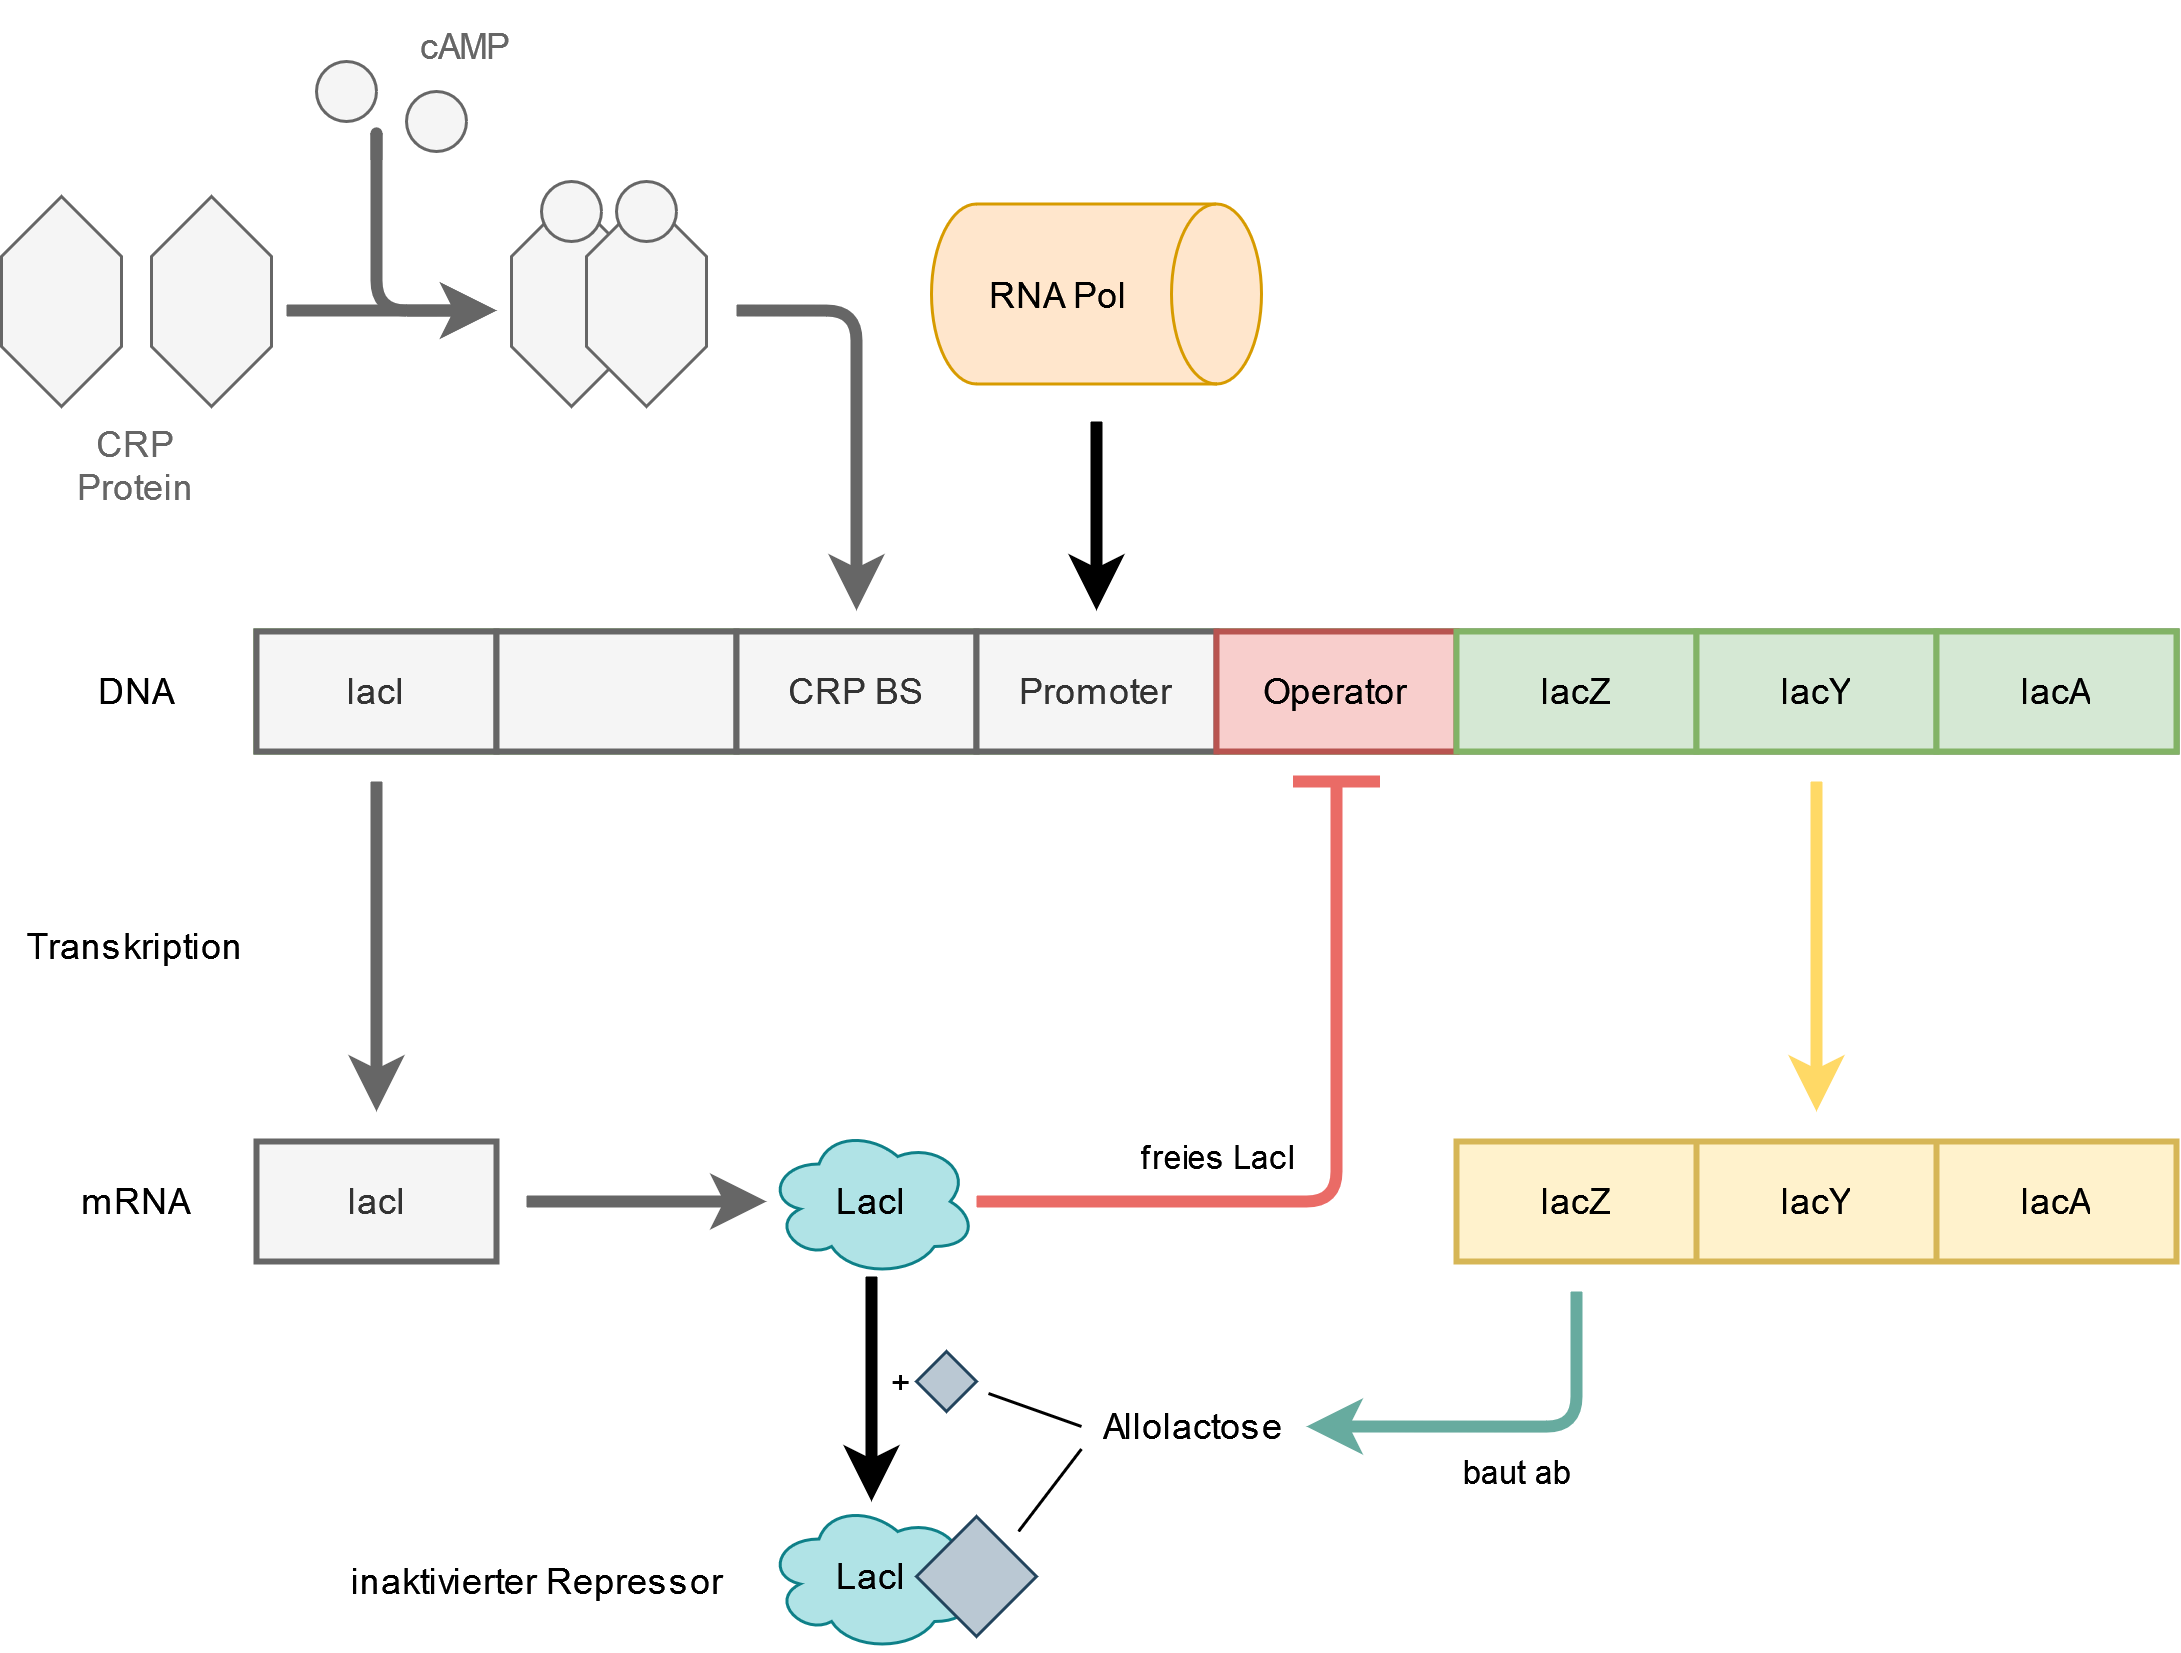 cAMP
RNA Pol
CRP
Protein
DNA
lacI
CRP BS
Promoter
Operator
lacZ
lacY
lacA
Transkription
freies LacI
mRNA
lacI
LacI
lacZ
lacY
lacA
+
Allolactose
baut ab
inaktivierter Repressor
LacI